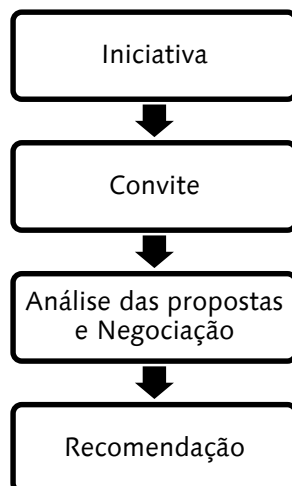 Iniciativa
Convite
Análise das propostas
e Negociação
Recomendação